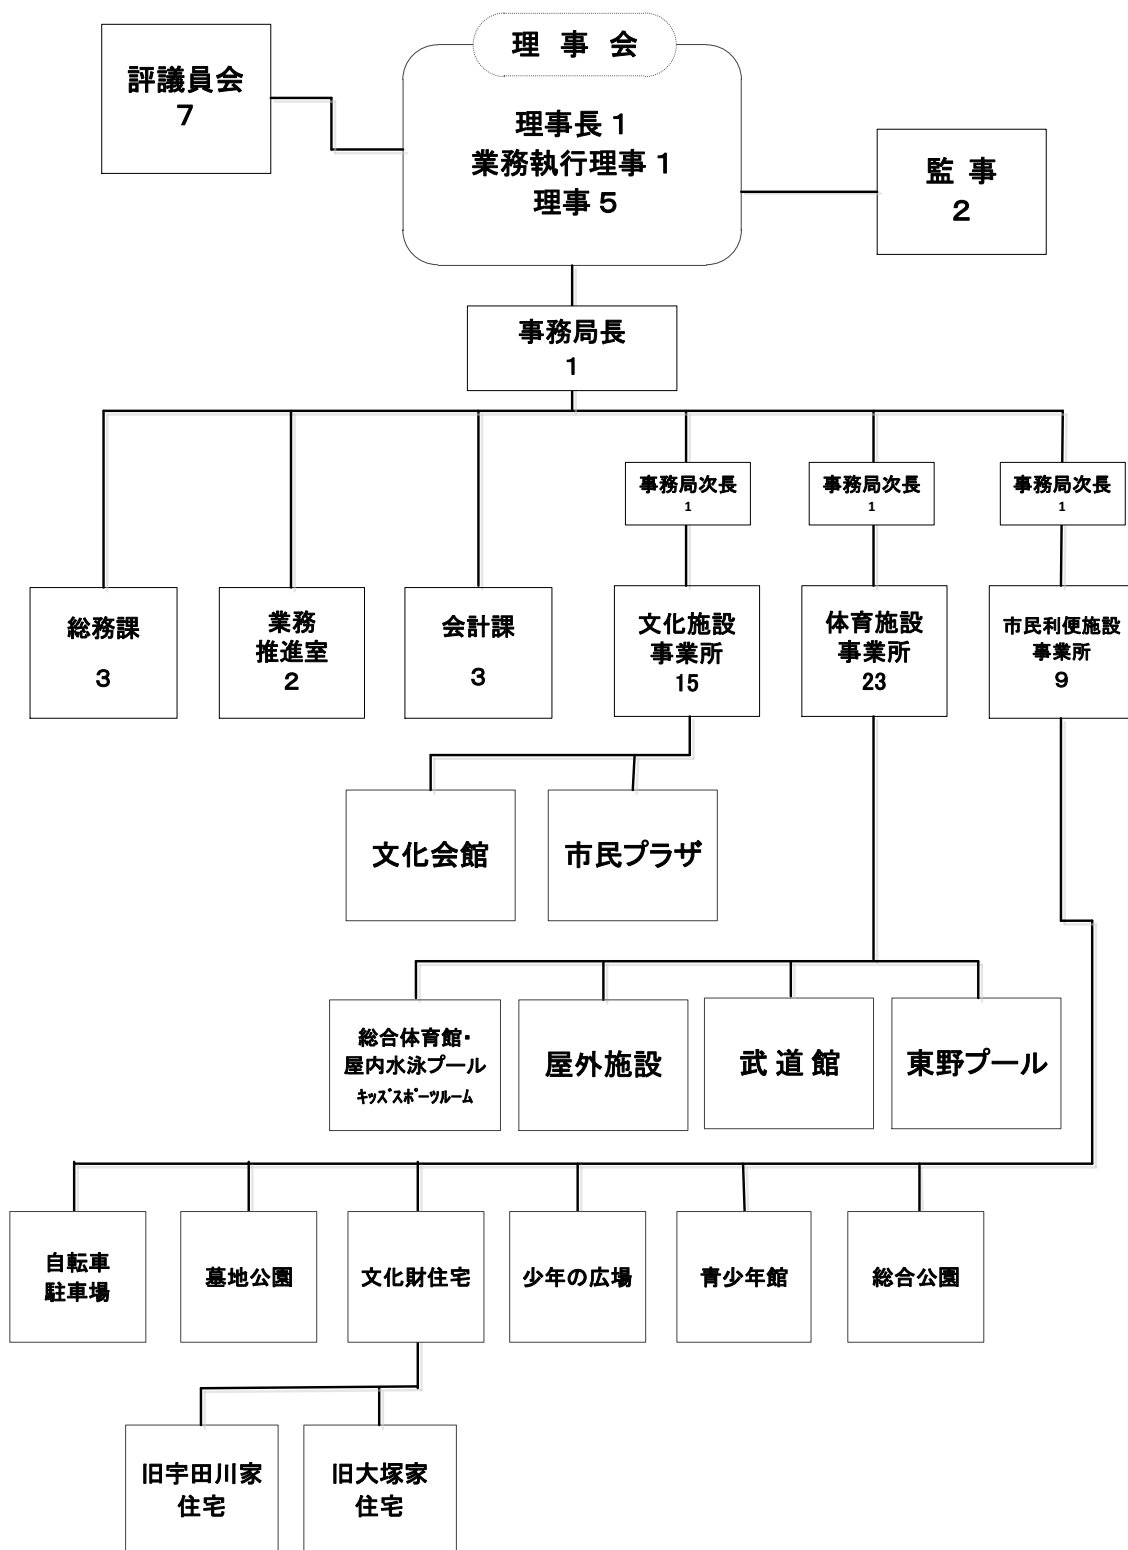 理 事 会
評議員会
7
理事長 1
業務執行理事 1
理事 5
監 事
2
事務局長
1
事務局次長
1
事務局次長
1
事務局次長
1
総務課
3
業務
推進室
2
会計課
3
文化施設
事業所
15
体育施設
事業所
23
市民利便施設
事業所
9
文化会館
市民プラザ
総合体育館・
屋内水泳プール
ｷｯｽﾞｽﾎﾟｰﾂルーム
屋外施設
武 道 館
東野プール
自転車
駐車場
墓地公園
文化財住宅
少年の広場
青少年館
総合公園
旧宇田川家
住宅
旧大塚家
住宅